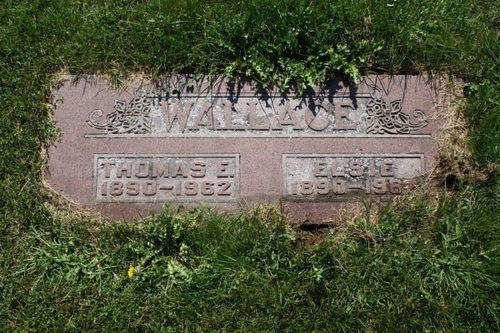 WALLACE
THOMAS E.
1890-1962
ELSIE